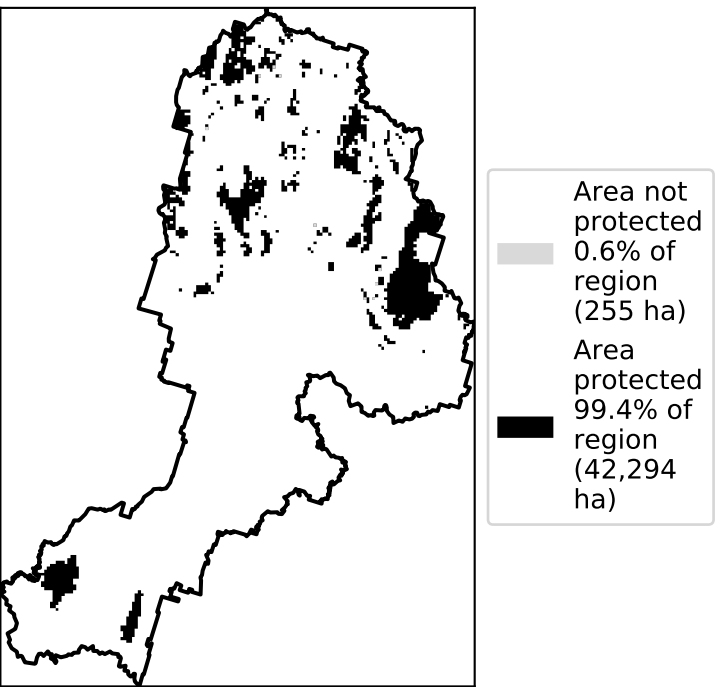 Area not
protected
0.6% of
region
(255 ha)
Area
protected
99.4% of
region
(42,294
ha)